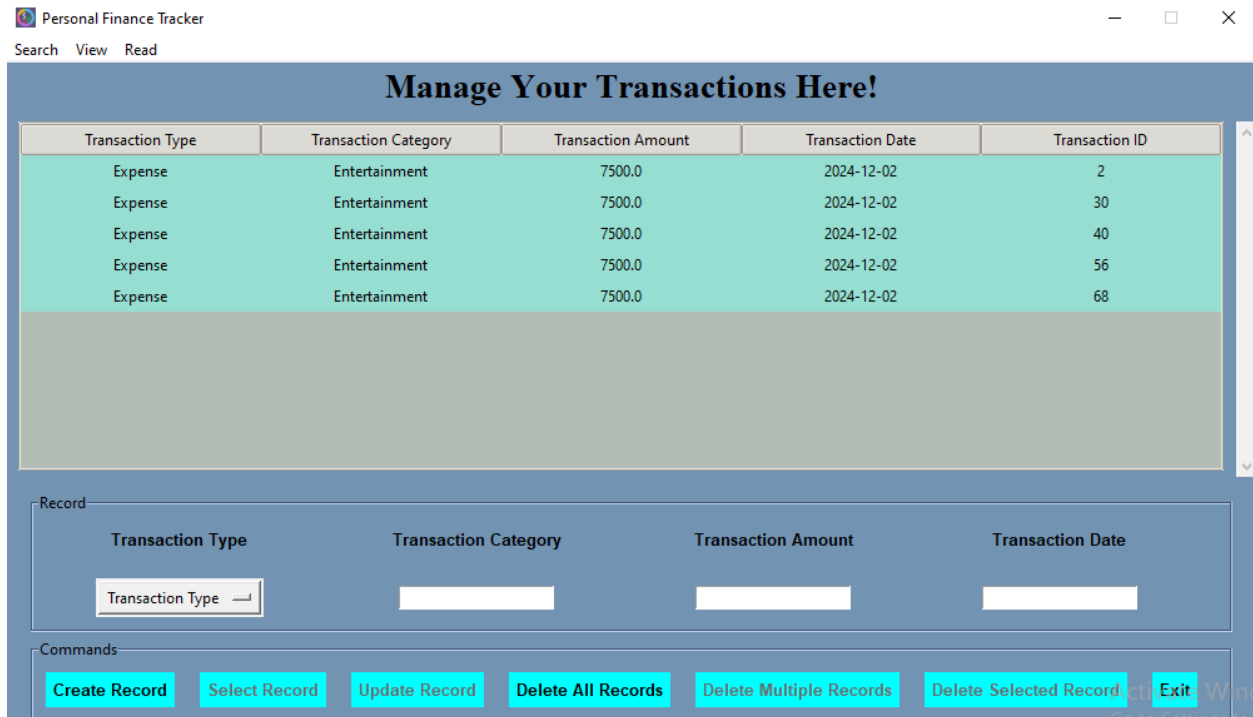 Personal Finance Tracker
Search View Read
Manage Your Transactions Here!
Transaction Type Transaction Category Transaction Amount Transaction Date Transaction ID
Expense Entertainment 7500.0 2024-12-02 2
Expense Entertainment 7500.0 2024-12-02 30
Expense Entertainment 7500.0 2024-12-02 40
Expense Entertainment 7500.0 2024-12-02 56
Expense Entertainment 7500.0 2024-12-02 68
Record
Transaction Type Transaction Category Transaction Amount Transaction Date
Transaction Type
Commands
Create Record Select Record Update Record Delete All Records Delete Multiple Records Delete Selected Record Exit